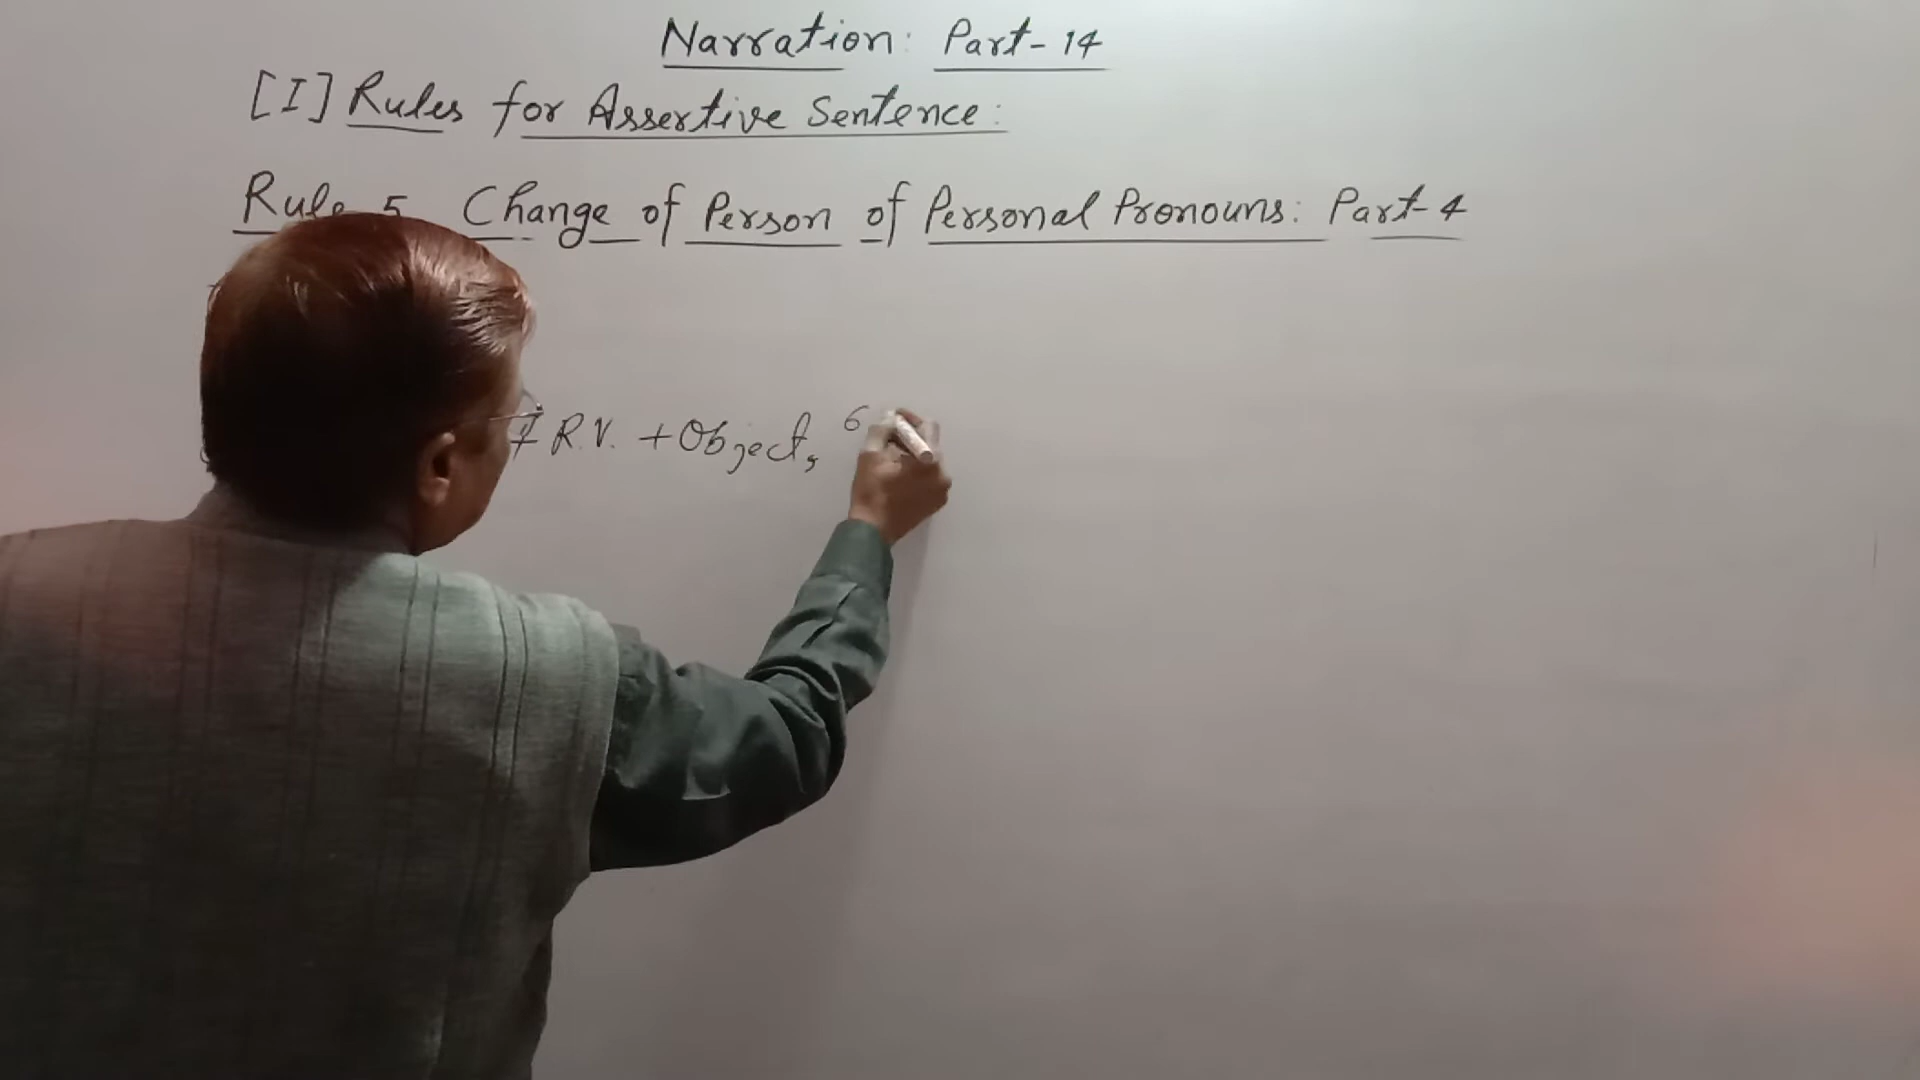 Narration: Part-14
[I] Rules for Assertive Sentence:
Rule 5 Change of Person of Personal Pronouns: Part-4
+ R.V. + Object,